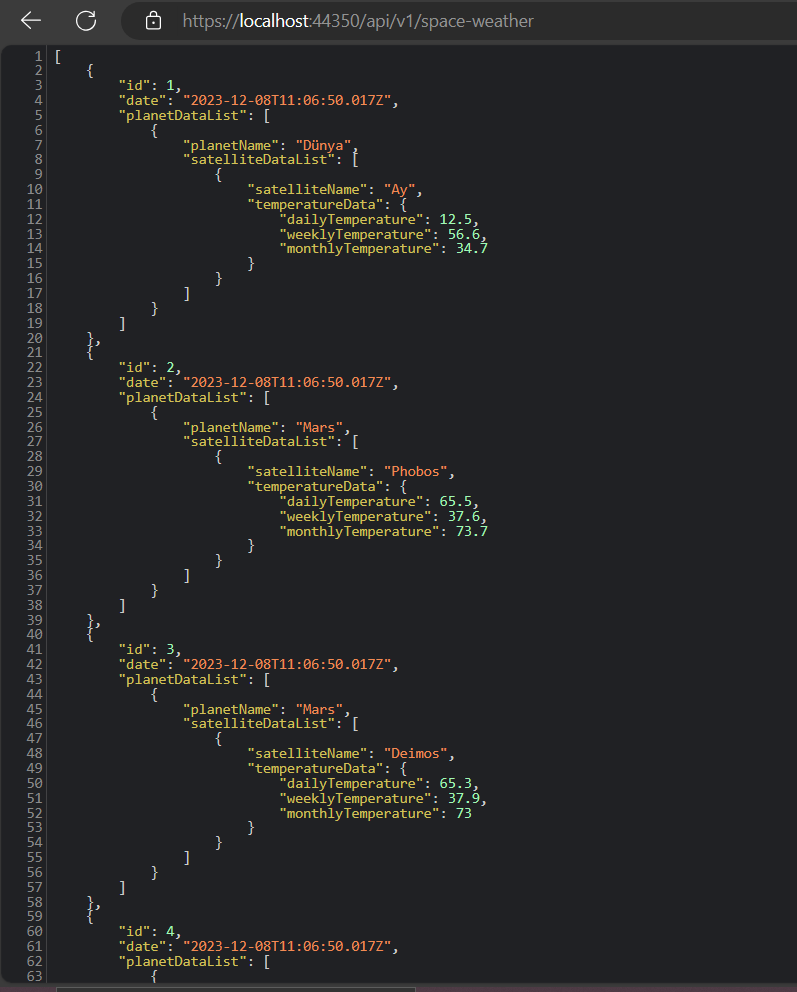 https://localhost:44350/api/v1/space-weather
1 [
2     {
3         "id": 1,
4         "date": "2023-12-08T11:06:50.017Z",
5         "planetDataList": [
6             {
7                 "planetName": "Dünya",
8                 "satelliteDataList": [
9                     {
10                         "satelliteName": "Ay",
11                         "temperatureData": {
12                             "dailyTemperature": 12.5,
13                             "weeklyTemperature": 56.6,
14                             "monthlyTemperature": 34.7
15                         }
16                     }
17                 ]
18             }
19         ]
20     },
21     {
22         "id": 2,
23         "date": "2023-12-08T11:06:50.017Z",
24         "planetDataList": [
25             {
26                 "planetName": "Mars",
27                 "satelliteDataList": [
28                     {
29                         "satelliteName": "Phobos",
30                         "temperatureData": {
31                             "dailyTemperature": 65.5,
32                             "weeklyTemperature": 37.6,
33                             "monthlyTemperature": 73.7
34                         }
35                     }
36                 ]
37             }
38         ]
39     },
40     {
41         "id": 3,
42         "date": "2023-12-08T11:06:50.017Z",
43         "planetDataList": [
44             {
45                 "planetName": "Mars",
46                 "satelliteDataList": [
47                     {
48                         "satelliteName": "Deimos",
49                         "temperatureData": {
50                             "dailyTemperature": 65.3,
51                             "weeklyTemperature": 37.9,
52                             "monthlyTemperature": 73
53                         }
54                     }
55                 ]
56             }
57         ]
58     },
59     {
60         "id": 4,
61         "date": "2023-12-08T11:06:50.017Z",
62         "planetDataList": [
63             {